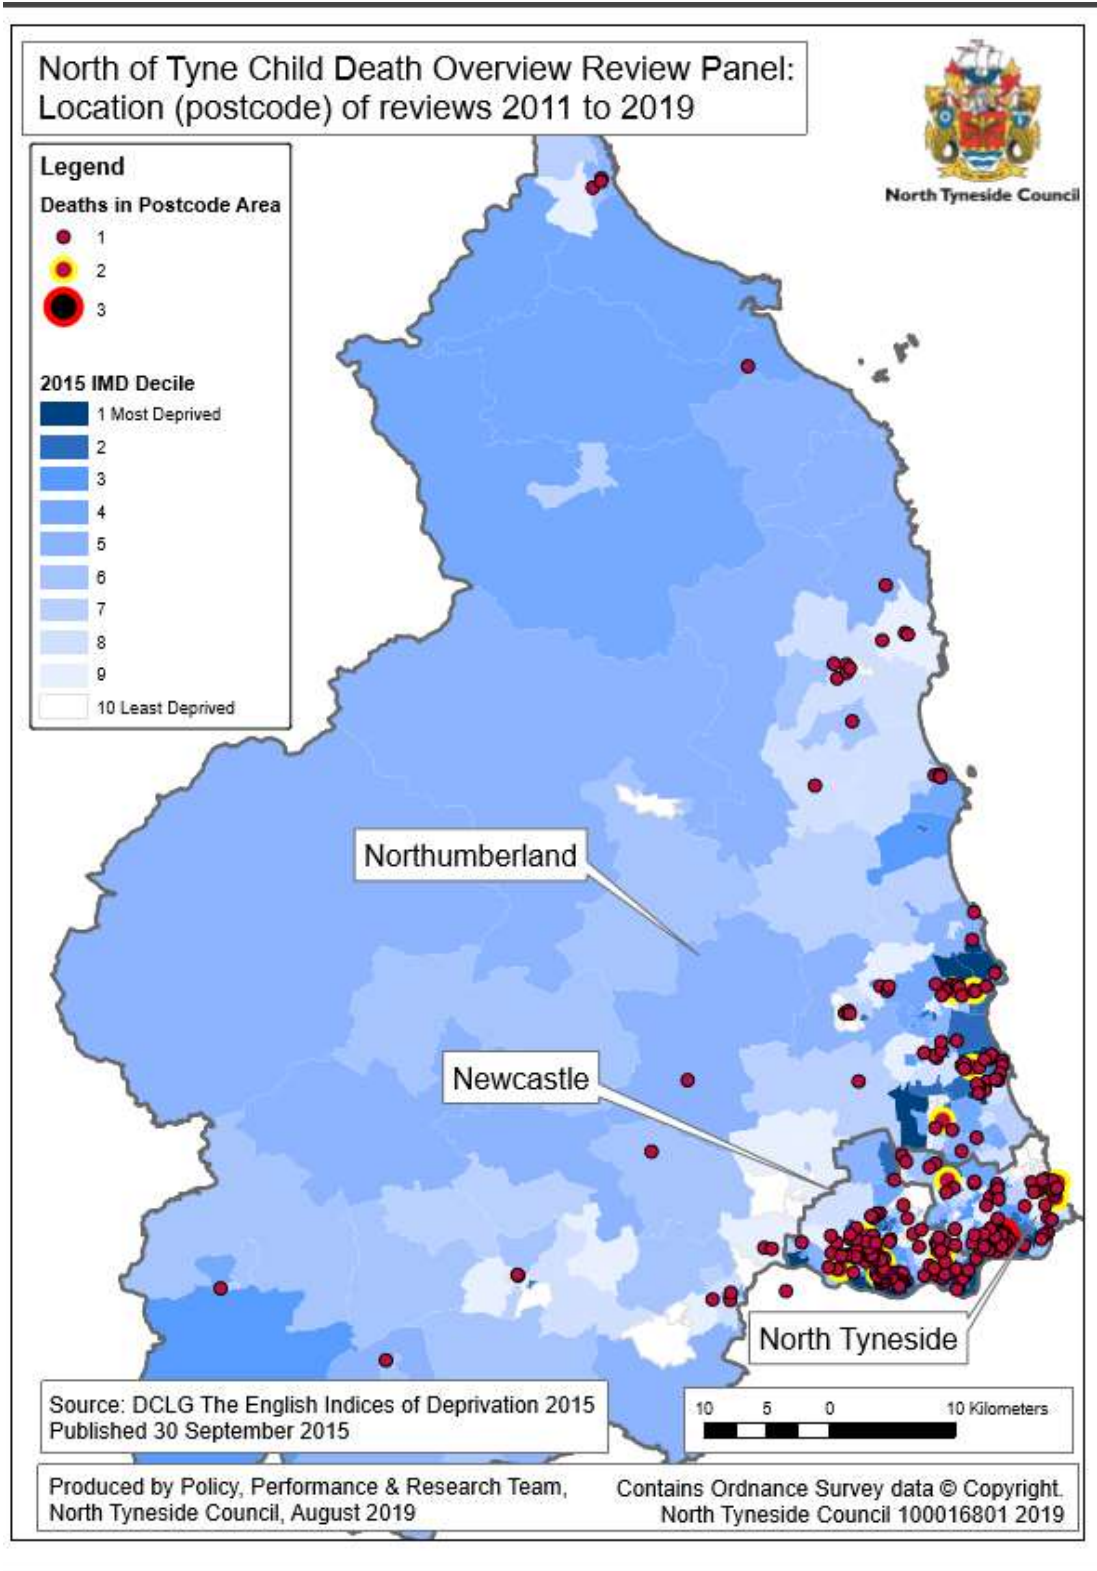 North of Tyne Child Death Overview Review Panel:
Location (postcode) of reviews 2011 to 2019
North Tyneside Council
Legend
Deaths in Postcode Area
1
2
3
2015 IMD Decile
1 Most Deprived
2
3
4
5
6
7
8
9
10 Least Deprived
Northumberland
Newcastle
North Tyneside
Source: DCLG The English Indices of Deprivation 2015
Published 30 September 2015
10 5 0 10 Kilometers
Produced by Policy, Performance & Research Team,
North Tyneside Council, August 2019
Contains Ordnance Survey data © Copyright.
North Tyneside Council 100016801 2019